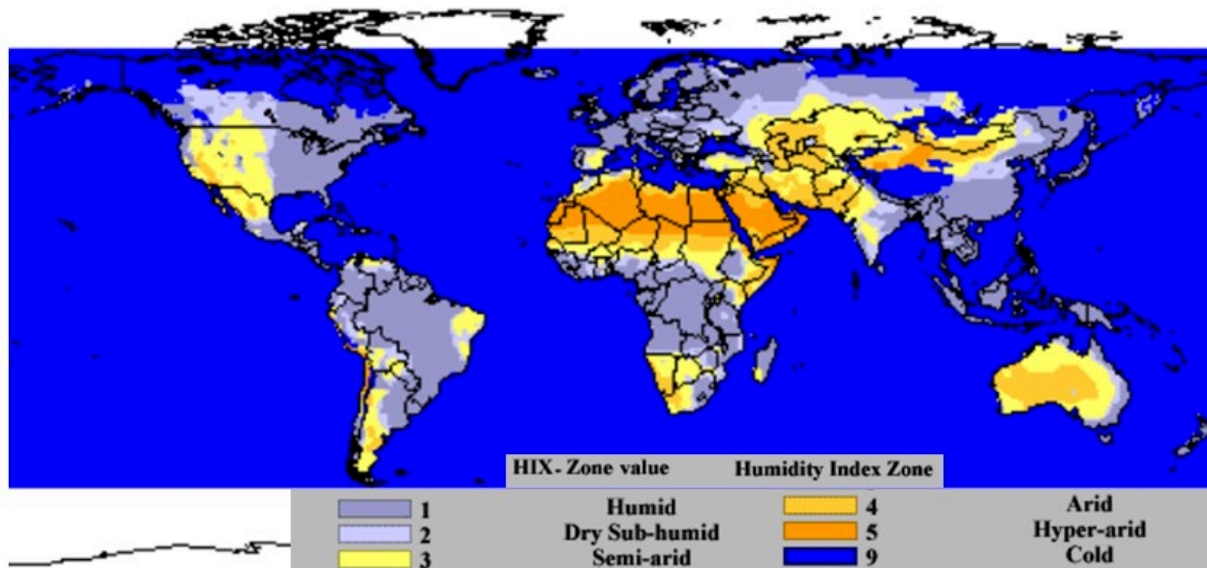 HIX- Zone value Humidity Index Zone
1 Humid 4 Arid
2 Dry Sub-humid 5 Hyper-arid
3 Semi-arid 9 Cold